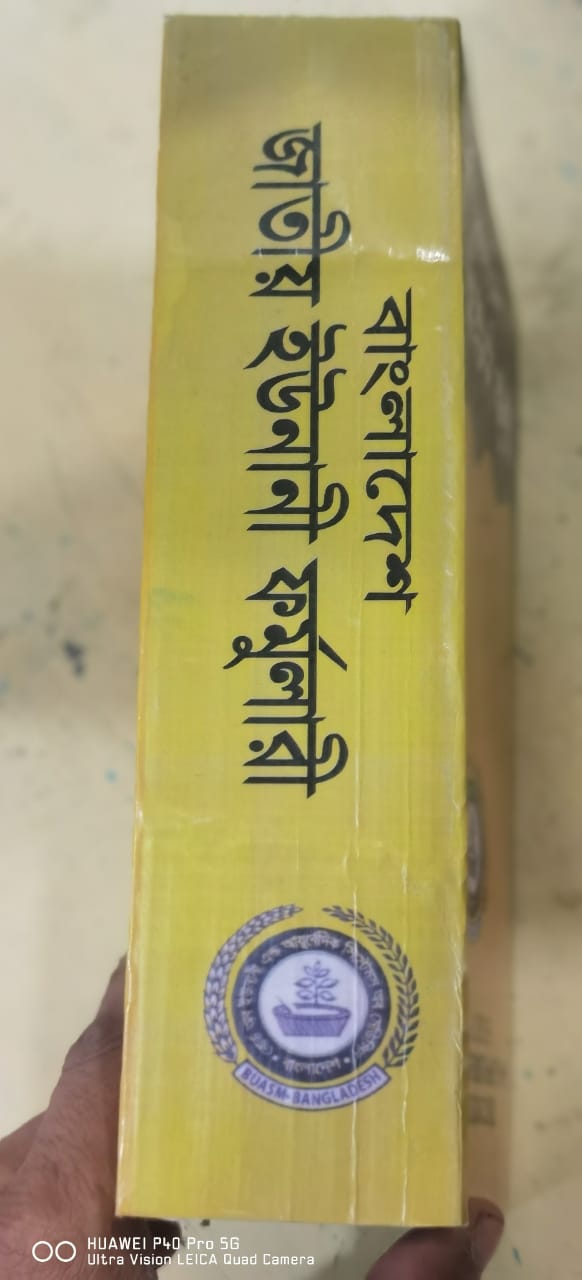 বাংলাদেশ
জাতীয় ইউনানী ফর্মুলারী
বাংলাদেশ
BUASM-BANGLADESH
HUAWEI P40 Pro 5G
Ultra Vision LEICA Quad Camera